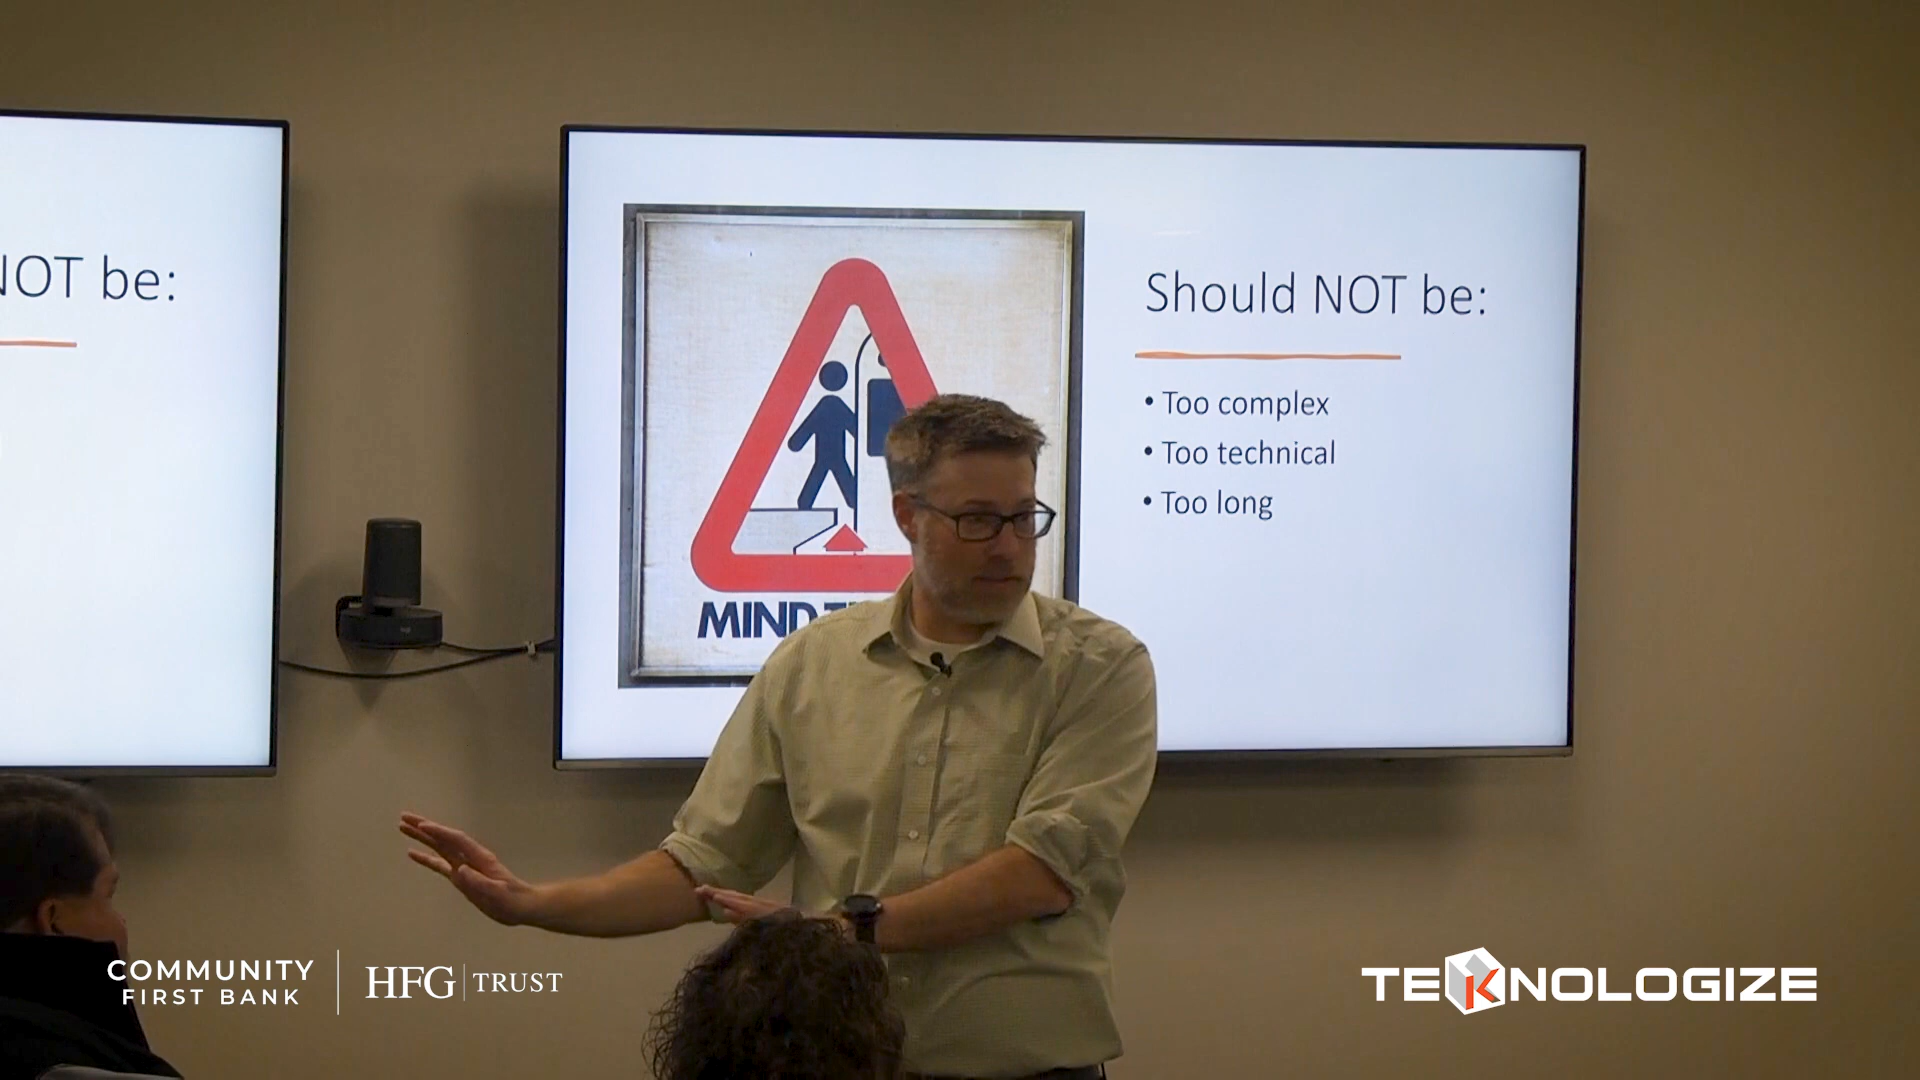 NOT be:
Should NOT be:
• Too complex
• Too technical
• Too long
MIND
COMMUNITY
FIRST BANK
HFG TRUST
TEKNOLOGIZE